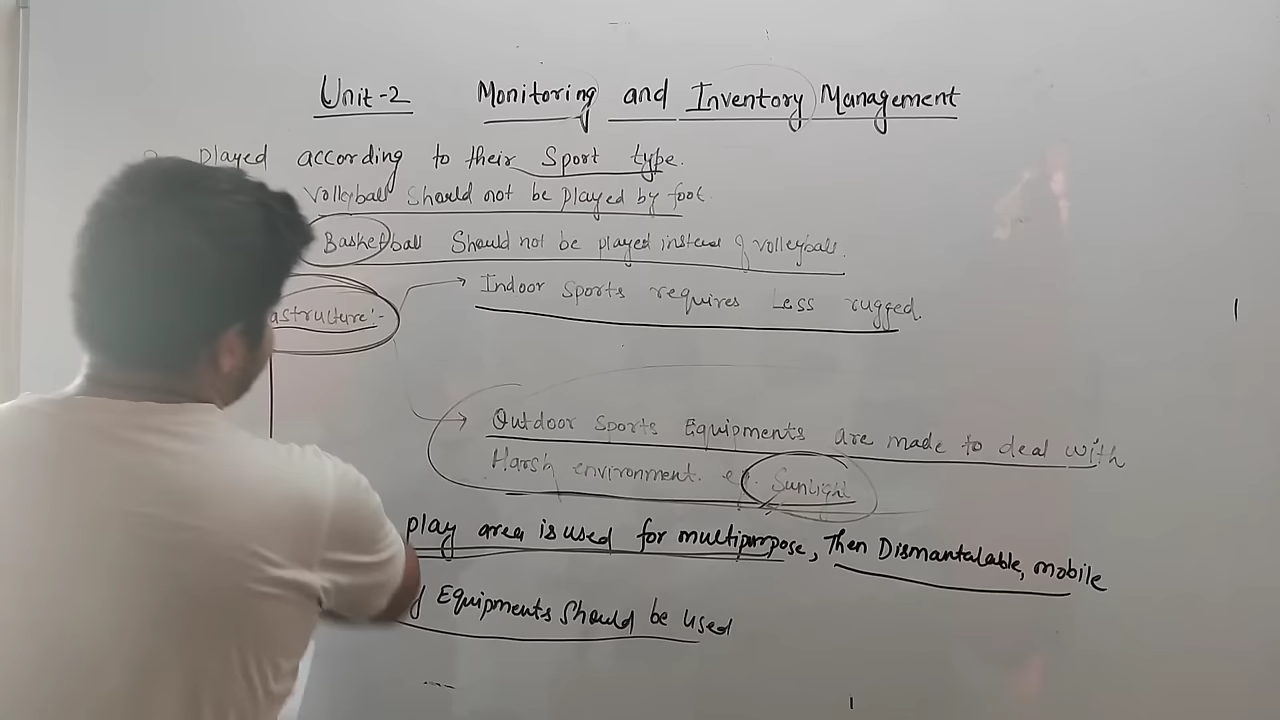 Unit-2 Monitoring and Inventory Management
Played according to their Sport type.
Volleyball Should not be Played by foot.
Basketball Should not be played instead of volleyball.
Indoor Sports requires Less rugged.
astructure:-
Outdoor Sports Equipments are made to deal with
Harsh environment. eg. Sunlight
play area is used for multipurpose, Then Dismantalable, mobile
Equipments Should be Used